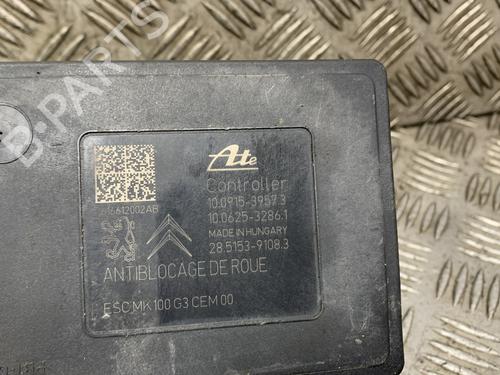 B-PARTS
Ate
Controller
10.0915-3957.3
10.0625-3286.1
MADE IN HUNGARY
28.5153-9108.3
616612002AB
ANTIBLOCAGE DE ROUE
ESC MK 100 G3 CEM 00